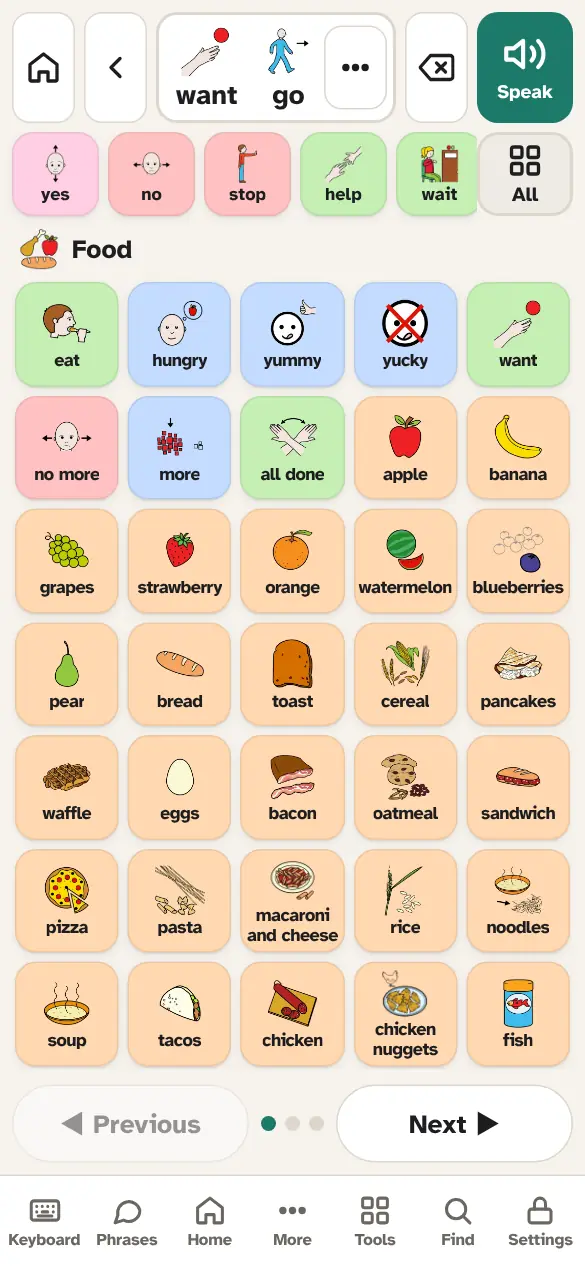 want go
Speak
yes no stop help wait All
Food
eat hungry yummy yucky want
no more more all done apple banana
grapes strawberry orange watermelon blueberries
pear bread toast cereal pancakes
waffle eggs bacon oatmeal sandwich
pizza pasta macaroni and cheese rice noodles
soup tacos chicken chicken nuggets fish
Previous Next
Keyboard Phrases Home More Tools Find Settings